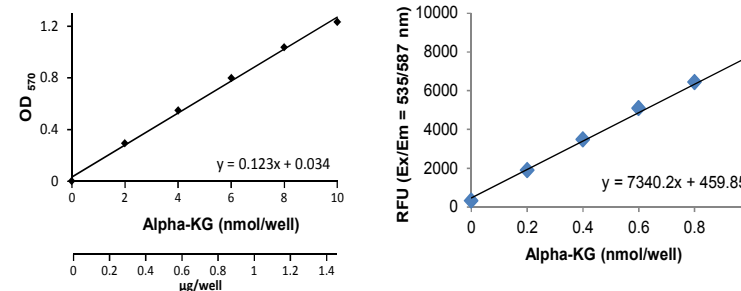 1.2
0.8
0.4
0
OD 570
y = 0.123x + 0.034
0 2 4 6 8 10
Alpha-KG (nmol/well)
0 0.2 0.4 0.6 0.8 1 1.2 1.4
µg/well
10000
8000
6000
4000
2000
0
RFU (Ex/Em = 535/587 nm)
y = 7340.2x + 459.85
0 0.2 0.4 0.6 0.8
Alpha-KG (nmol/well)